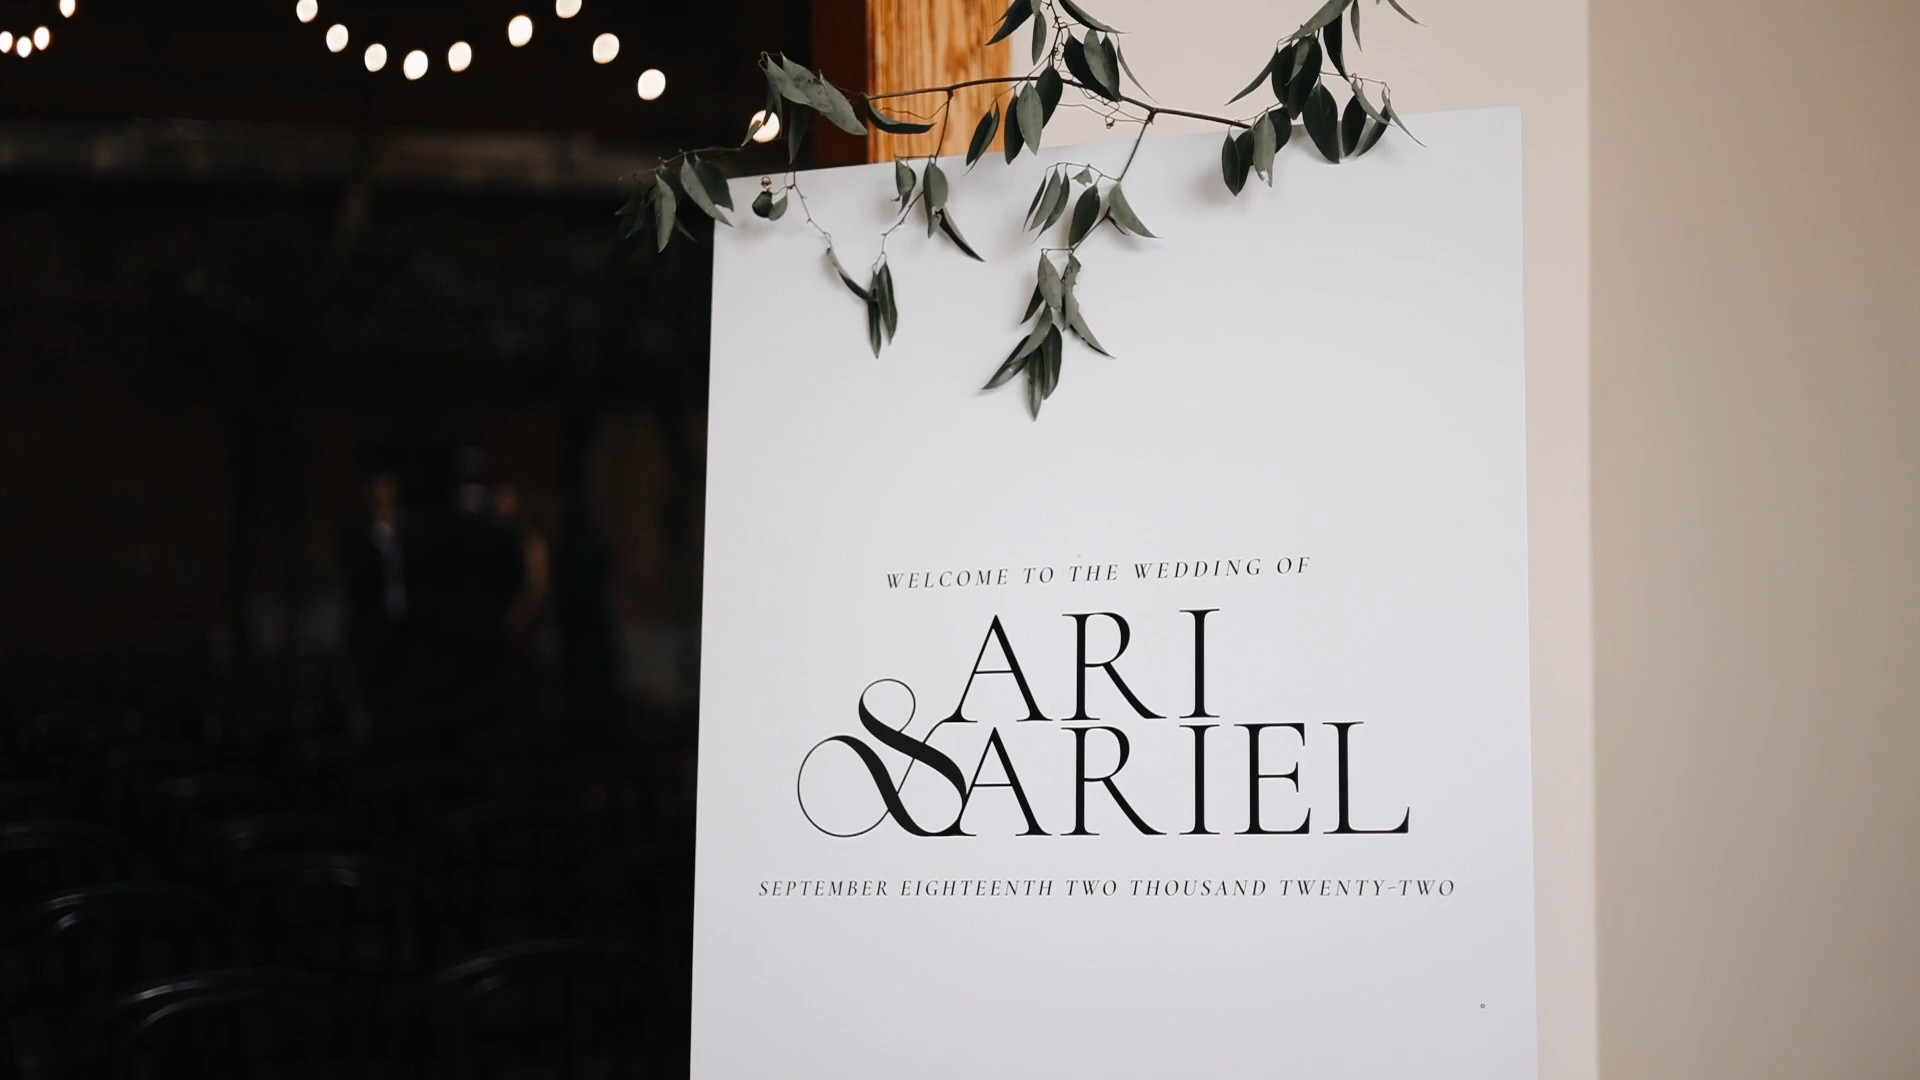 WELCOME TO THE WEDDING OF
ARI
& ARIEL
SEPTEMBER EIGHTEENTH TWO THOUSAND TWENTY-TWO